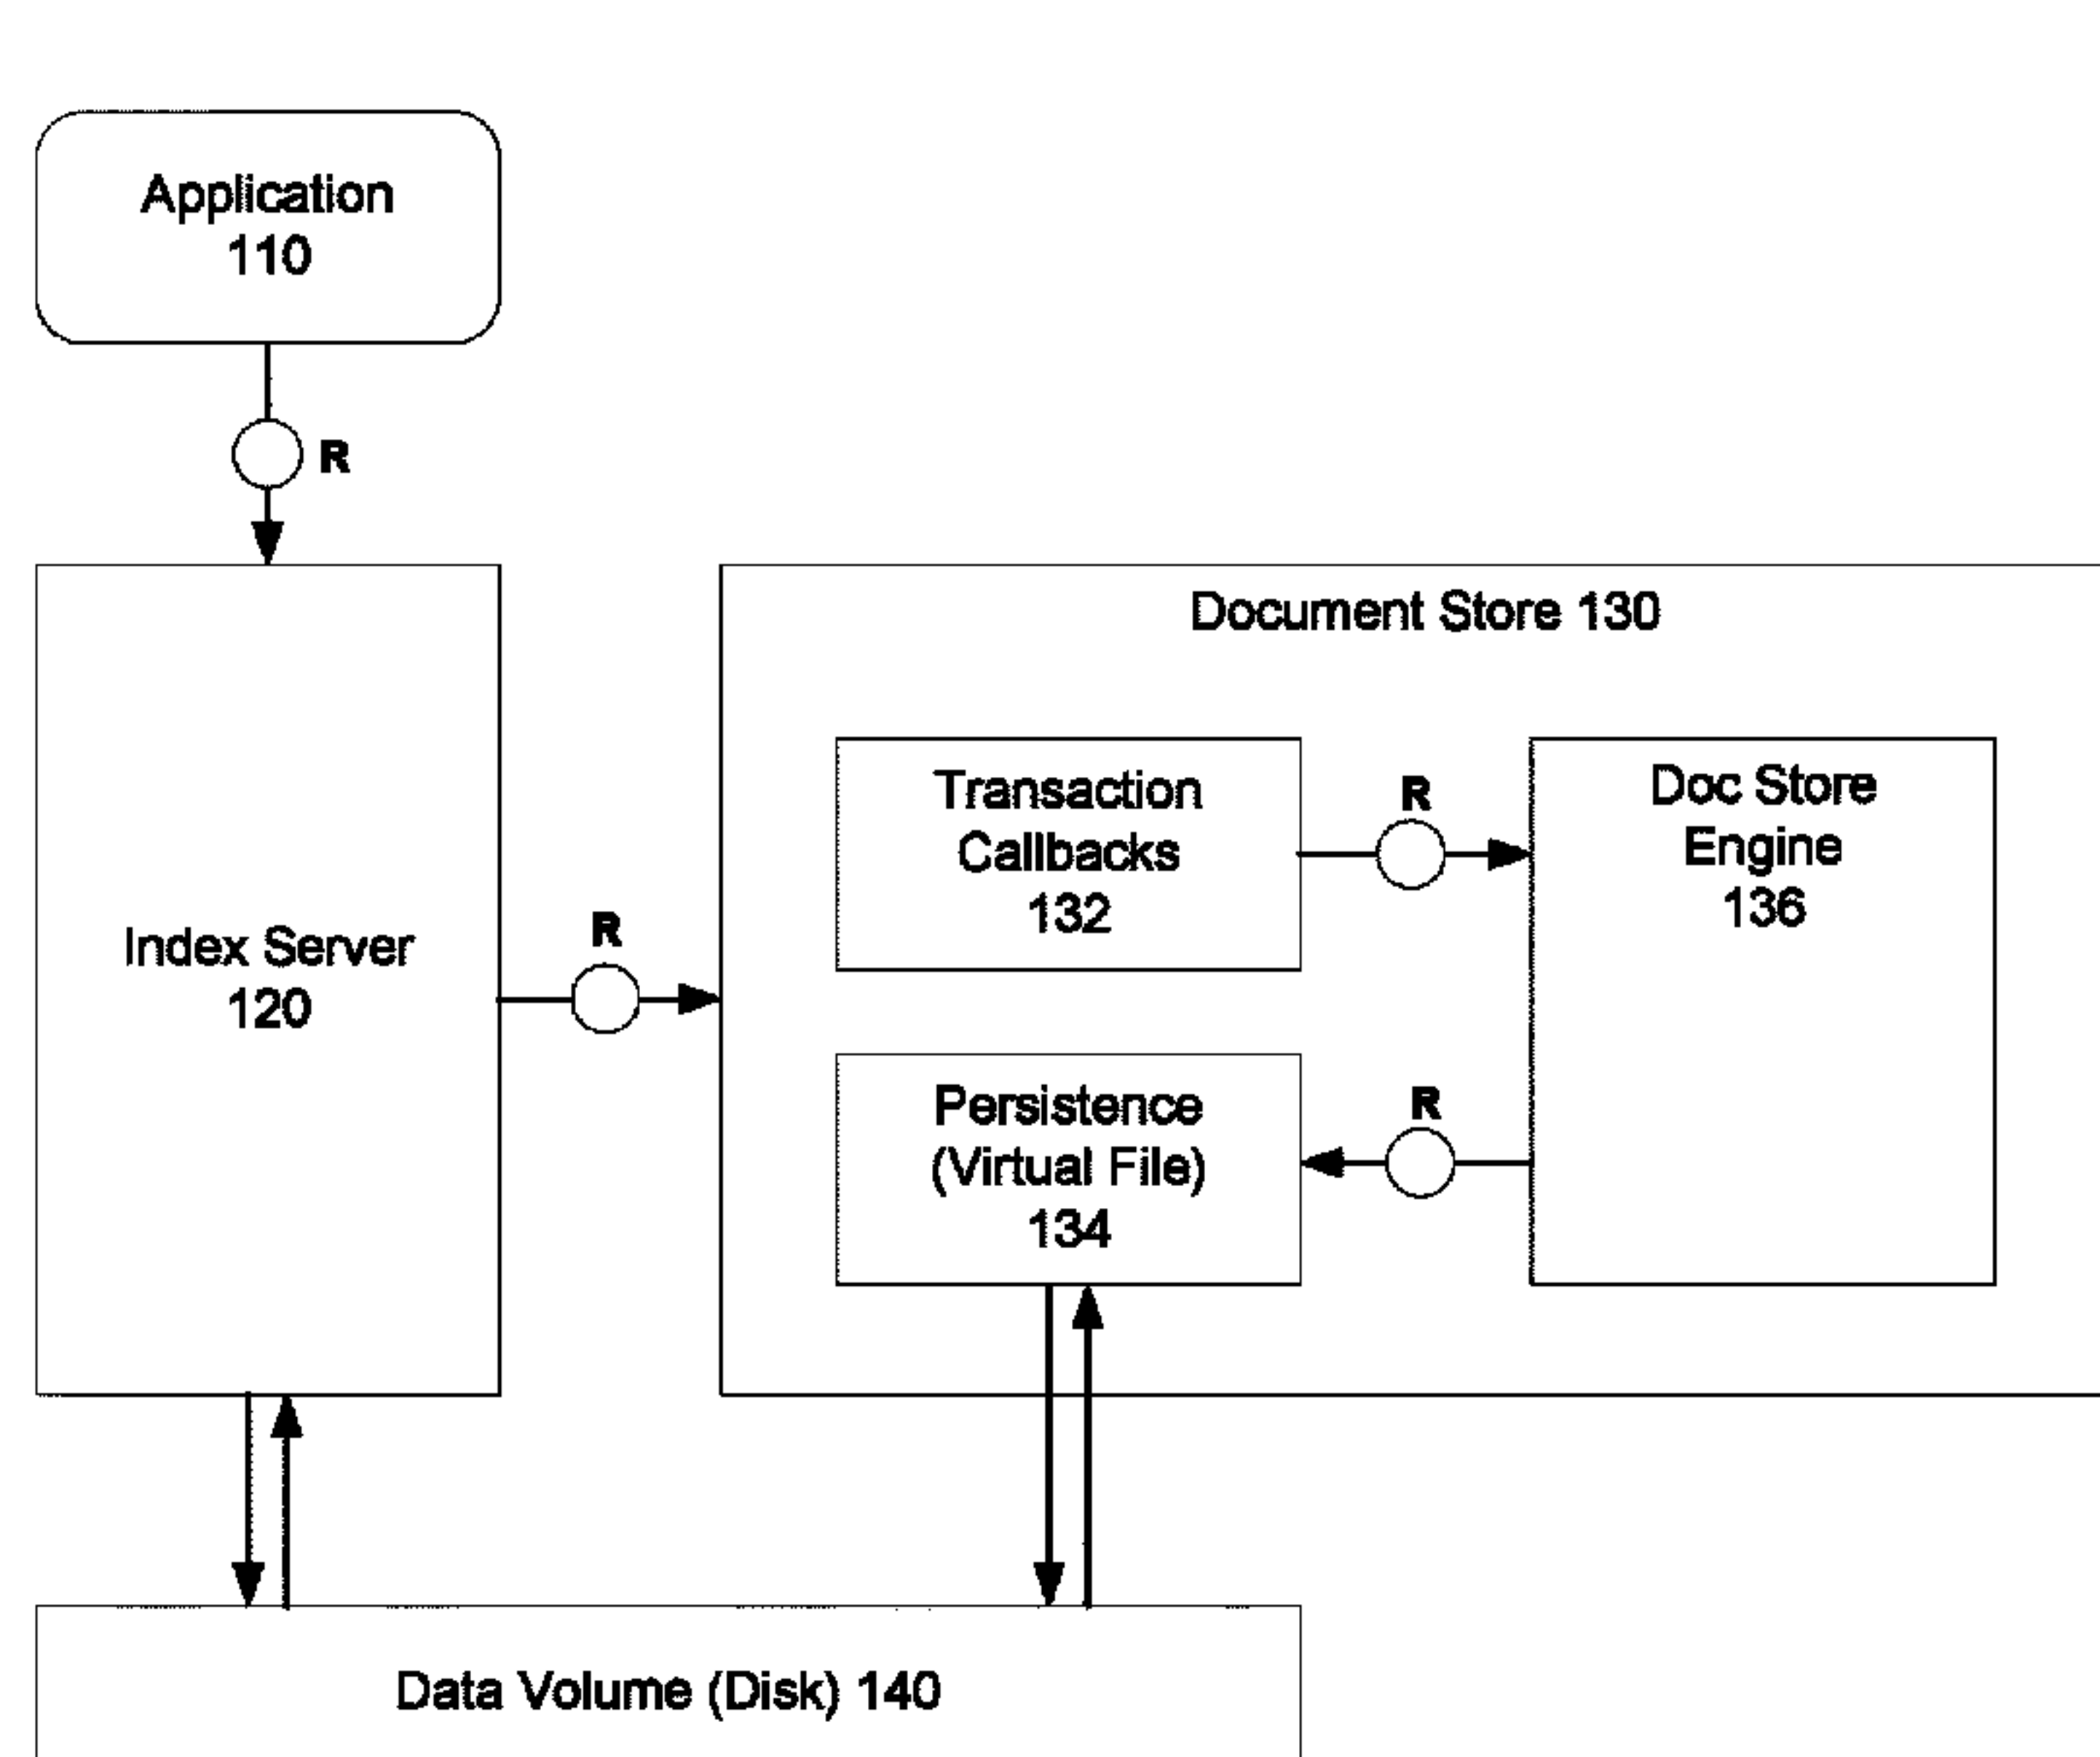 Application
110
R
Document Store 130
Index Server
120
R
Transaction
Callbacks
132
R
Doc Store
Engine
136
Persistence
(Virtual File)
134
R
Data Volume (Disk) 140